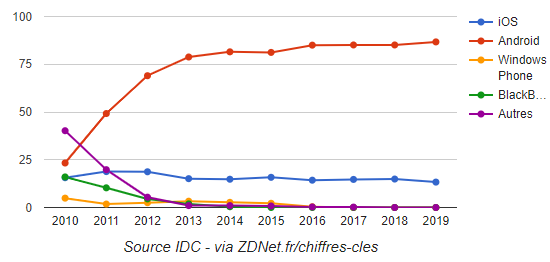 100
75
50
25
0
2010 2011 2012 2013 2014 2015 2016 2017 2018 2019
iOS
Android
Windows
Phone
BlackB...
Autres
Source IDC - via ZDNet.fr/chiffres-cles